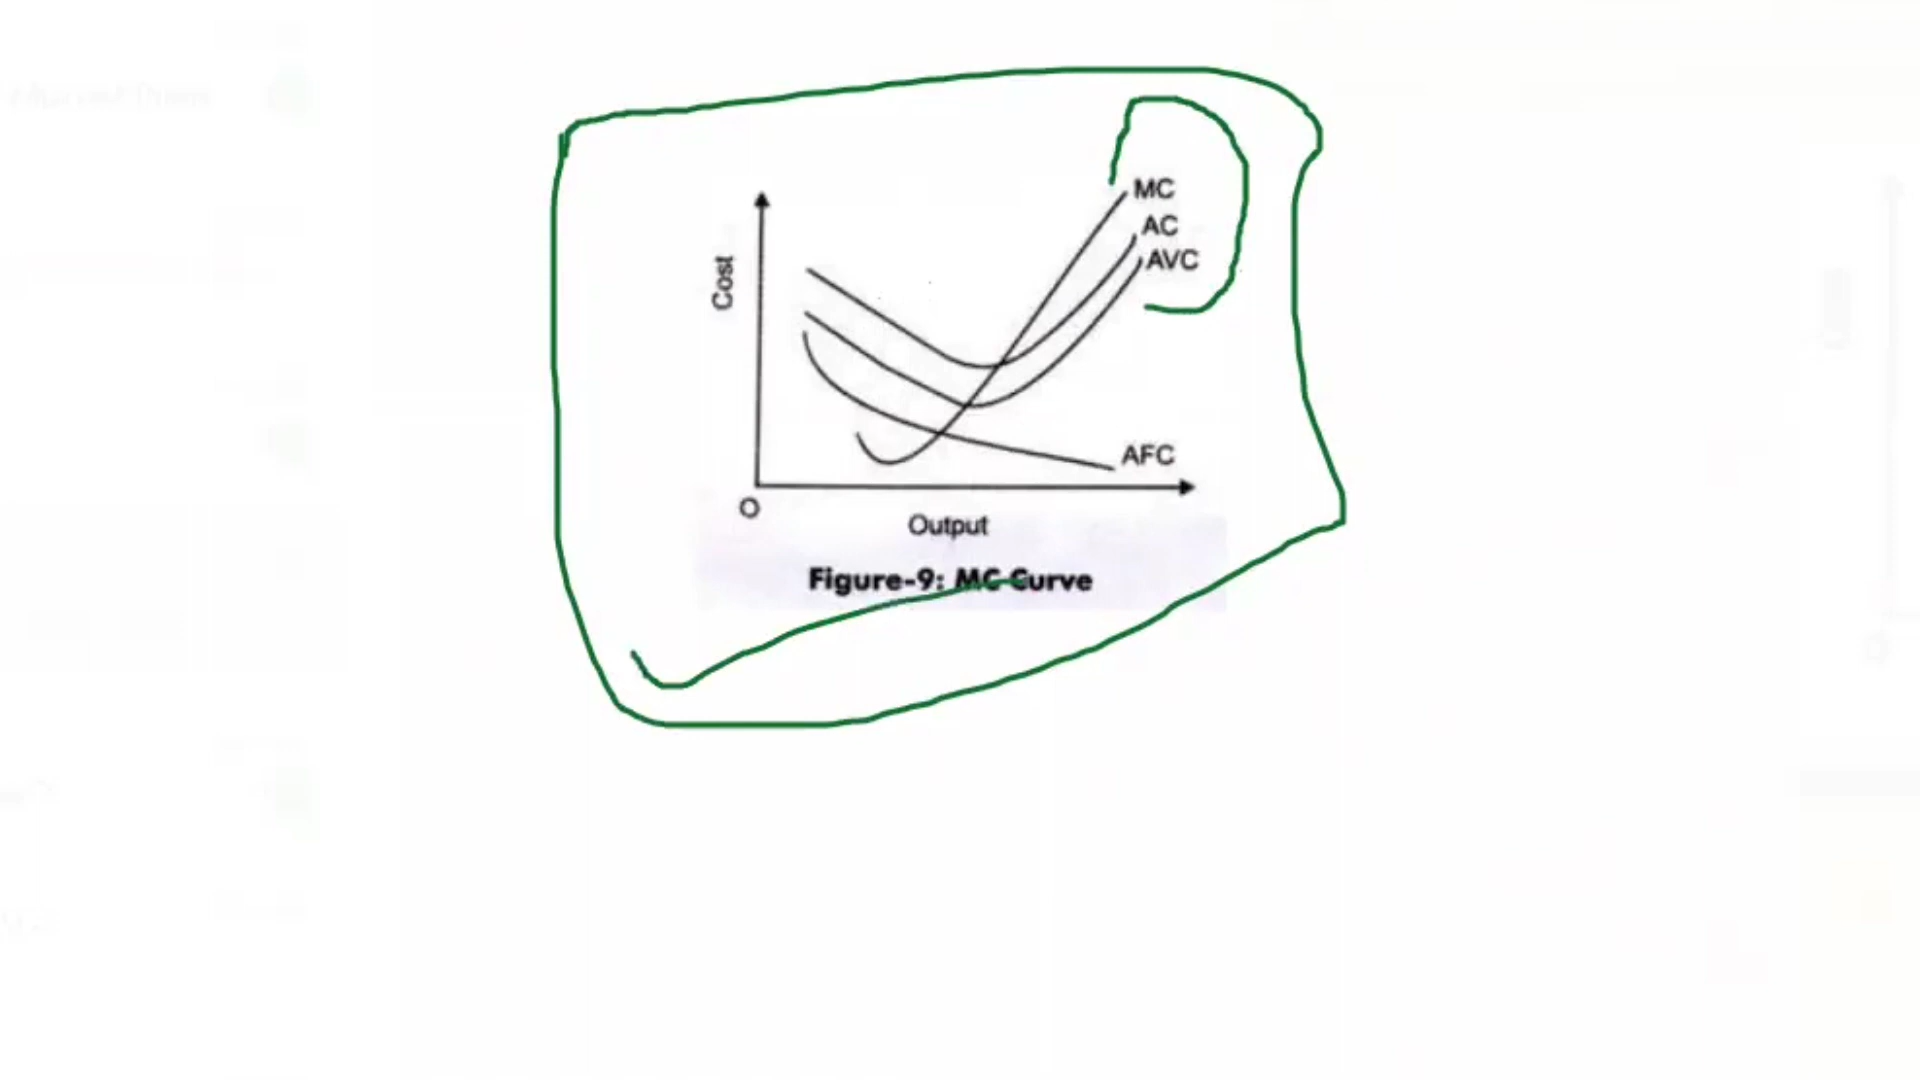 MC
AC
AVC
Cost
AFC
O
Output
Figure-9: MC Curve